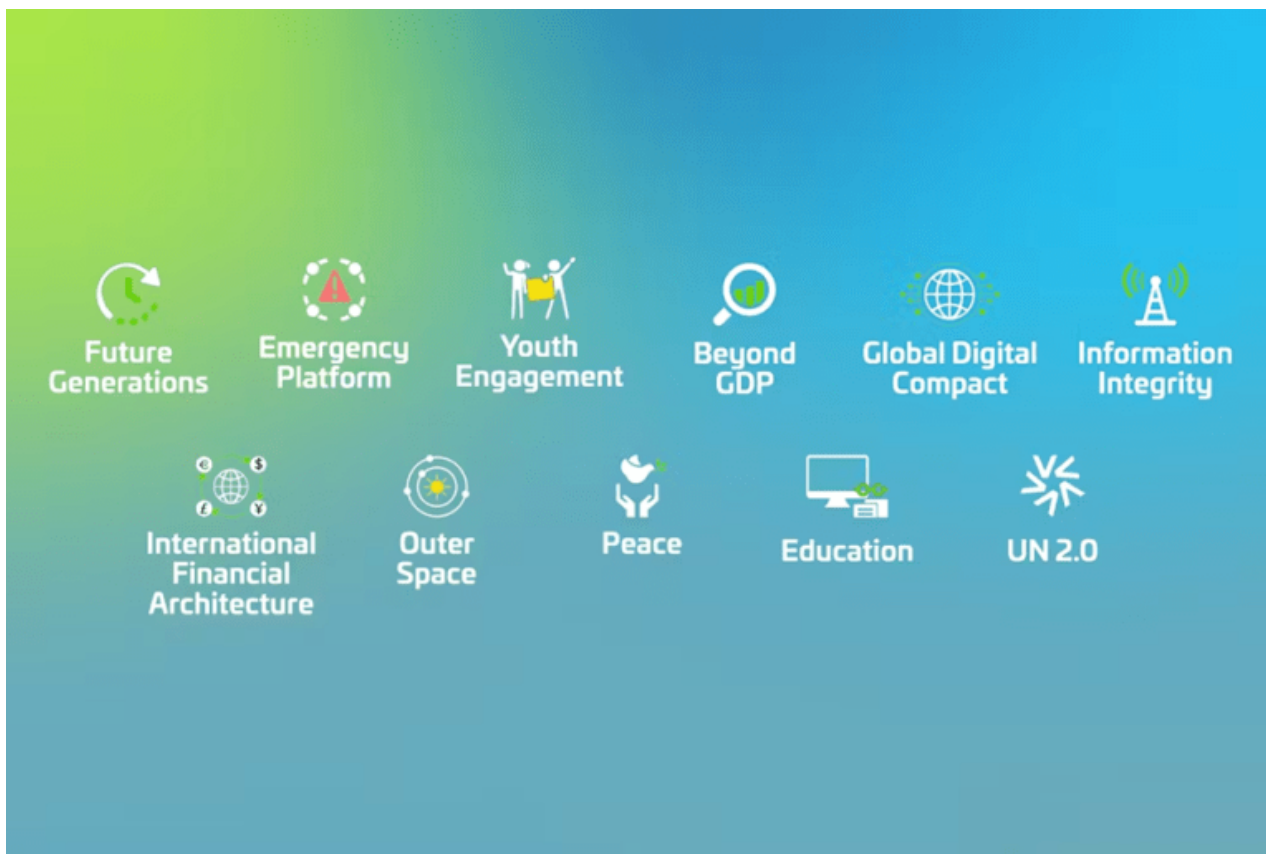 Future
Generations
Emergency
Platform
Youth
Engagement
Beyond
GDP
Global Digital
Compact
Information
Integrity
€
$
£
¥
International
Financial
Architecture
Outer
Space
Peace
Education
UN 2.0